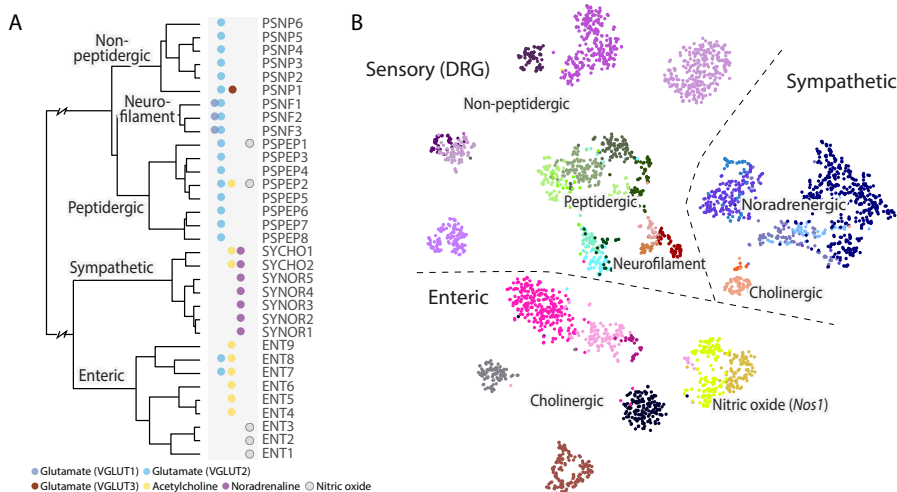 A
Non-
peptidergic
Neuro-
filament
Peptidergic
Sympathetic
Enteric
PSNP6
PSNP5
PSNP4
PSNP3
PSNP2
PSNP1
PSNF1
PSNF2
PSNF3
PSPEP1
PSPEP3
PSPEP4
PSPEP2
PSPEP5
PSPEP6
PSPEP7
PSPEP8
SYCHO1
SYCHO2
SYNOR5
SYNOR4
SYNOR3
SYNOR2
SYNOR1
ENT9
ENT8
ENT7
ENT6
ENT5
ENT4
ENT3
ENT2
ENT1
Glutamate (VGLUT1) Glutamate (VGLUT2)
Glutamate (VGLUT3) Acetylcholine Noradrenaline Nitric oxide
B
Sensory (DRG)
Non-peptidergic
Sympathetic
Peptidergic
Noradrenergic
Neurofilament
Cholinergic
Enteric
Cholinergic
Nitric oxide (Nos1)